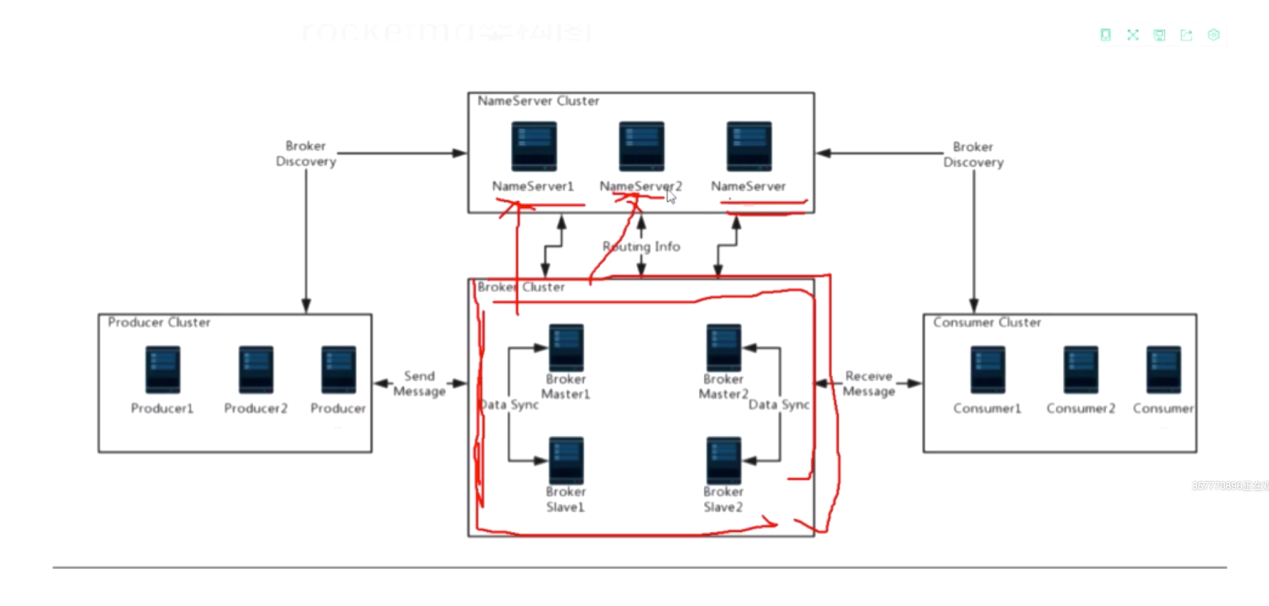 NameServer Cluster
NameServer1
NameServer2
NameServer
Broker
Discovery
Broker
Discovery
Routing Info
Producer Cluster
Producer1
Producer2
Producer
Send
Message
Broker Cluster
Broker
Master1
Broker
Master2
Data Sync
Data Sync
Broker
Slave1
Broker
Slave2
Receive
Message
Consumer Cluster
Consumer1
Consumer2
Consumer